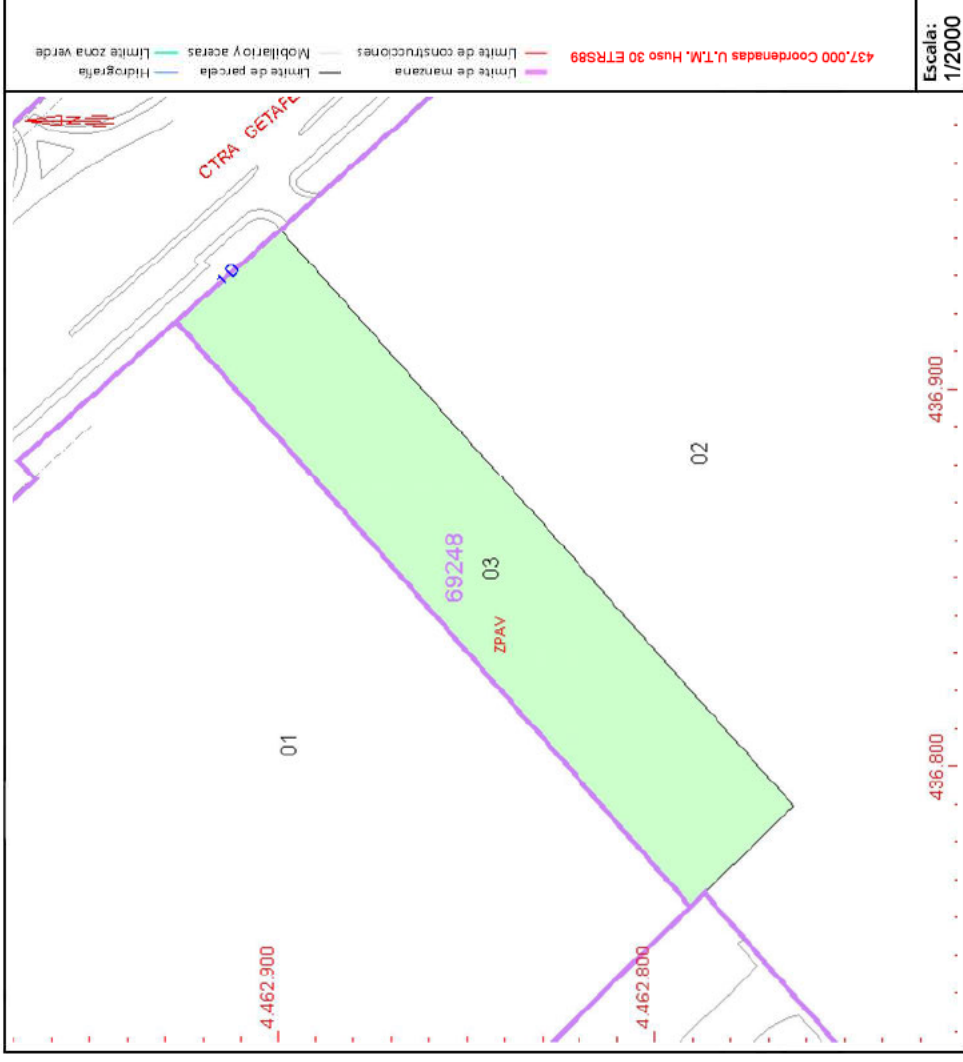 Límite de manzana
Límite de construcciones
Límite de parcela
Mobiliario y aceras
Hidrografía
Límite zona verde
437.000 Coordenadas U.T.M. Huso 30 ETRS89
Escala:
1/2000
CTRA GETAFE
10
69248
03
ZPAV
01
02
4.462.900
4.462.800
436.900
436.800